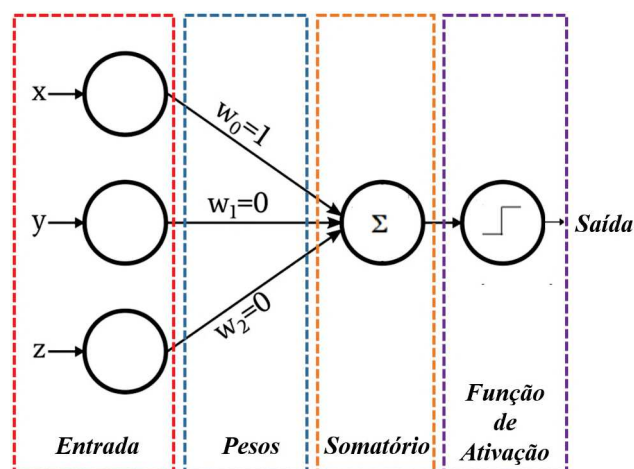 x
w₀=1
y
w₁=0
Σ
Saída
z
w₂=0
Entrada
Pesos
Somatório
Função
de
Ativação